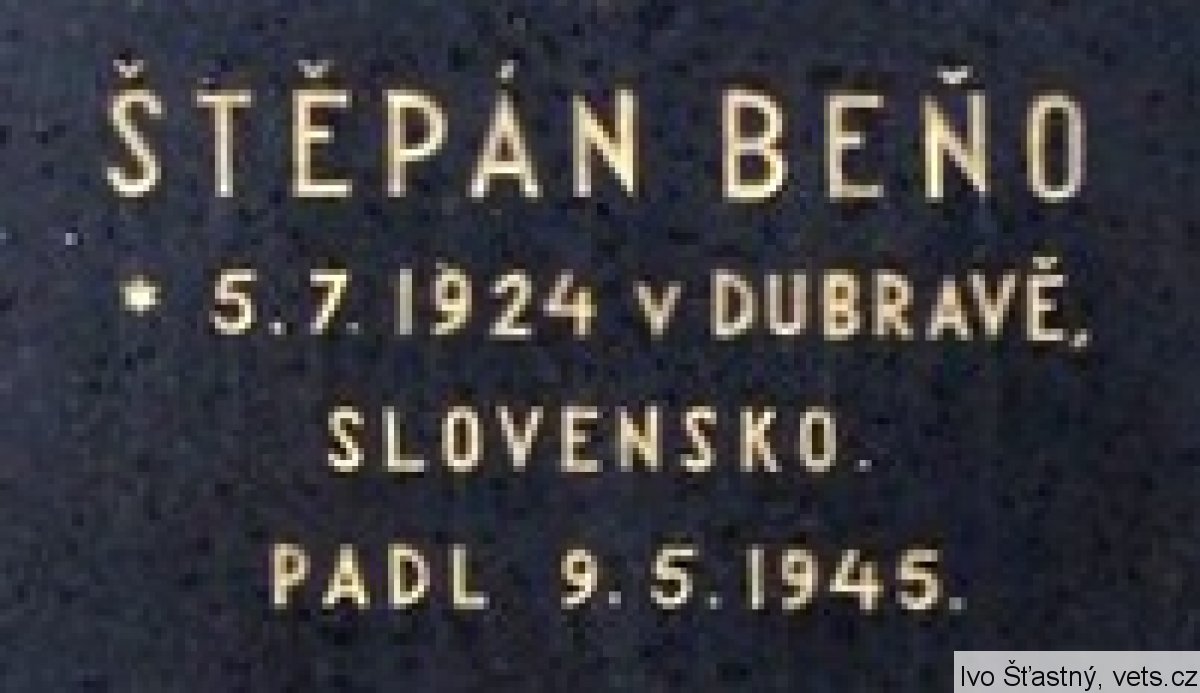 ŠTĚPÁN BEŇO
* 5.7.1924 V DUBRAVĚ,
SLOVENSKO.
PADL 9.5.1945.
Ivo Šťastný, vets.cz